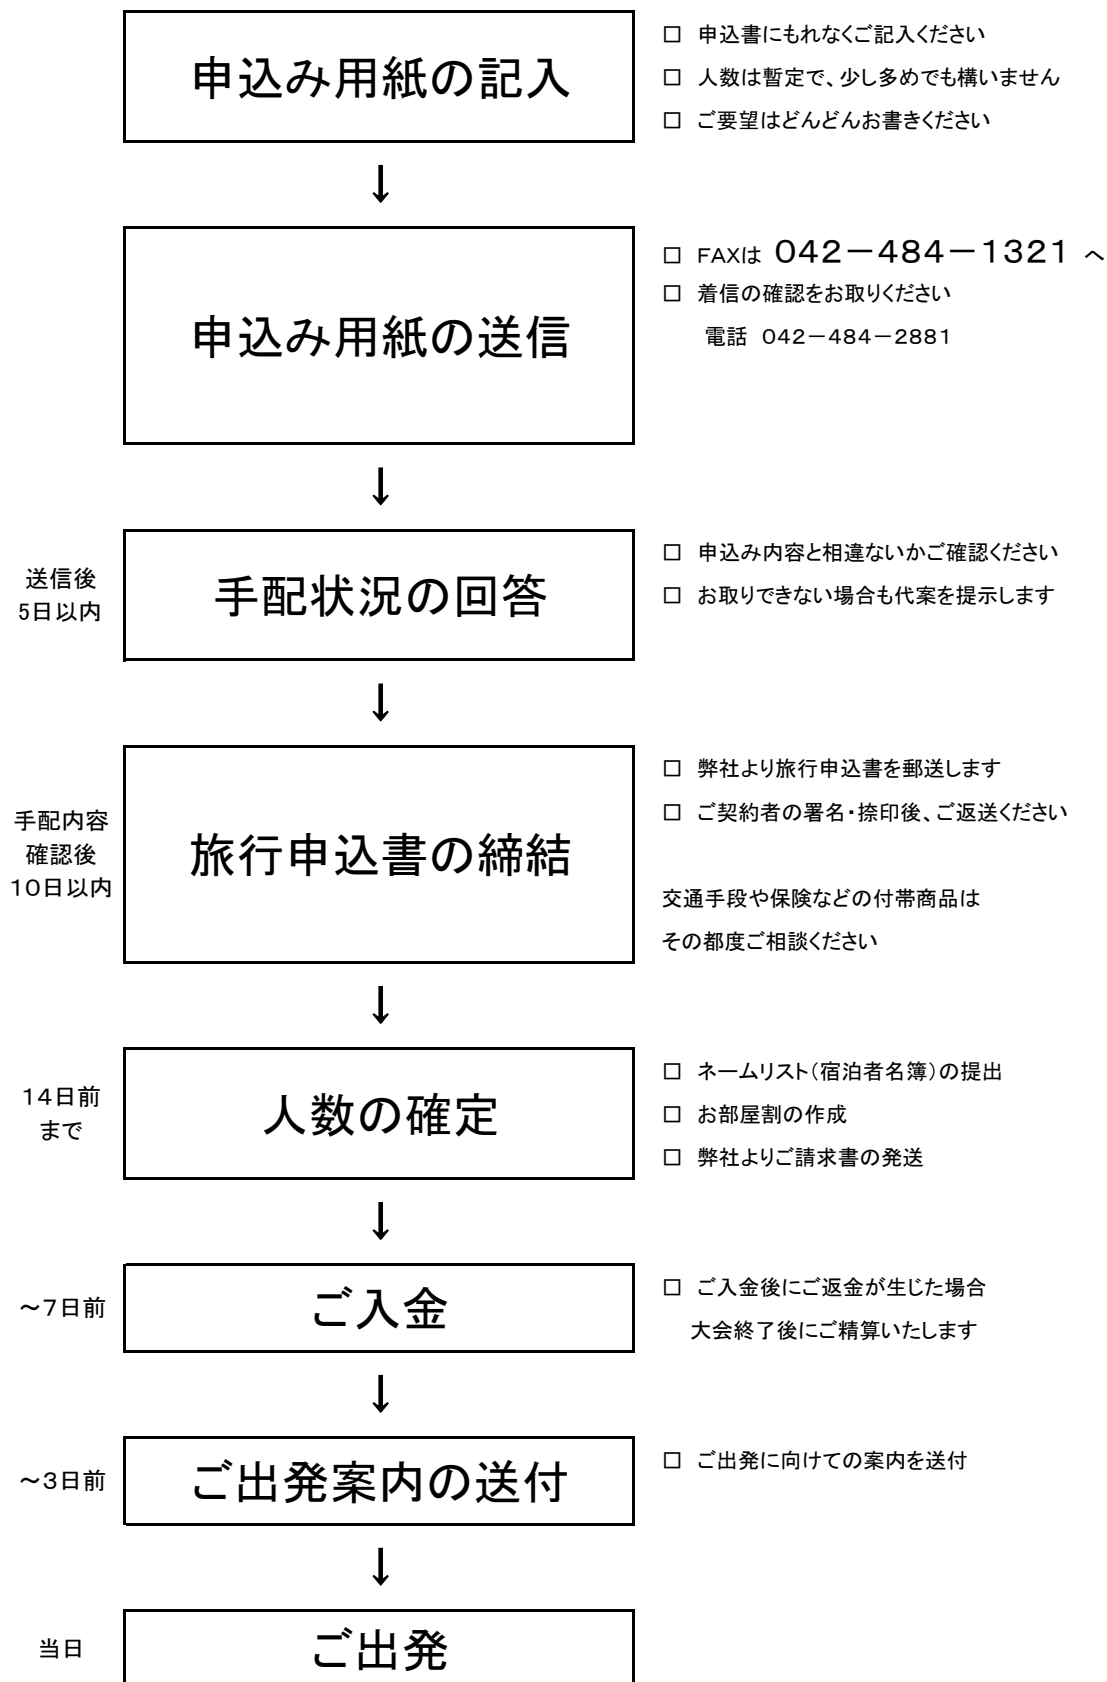 申込み用紙の記入
□ 申込書にもれなくご記入ください
□ 人数は暫定で、少し多めでも構いません
□ ご要望はどんどんお書きください
↓
申込み用紙の送信
□ FAXは 042－484－1321 へ
□ 着信の確認をお取りください
電話 042－484－2881
↓
送信後
5日以内
手配状況の回答
□ 申込み内容と相違ないかご確認ください
□ お取りできない場合も代案を提示します
↓
手配内容
確認後
10日以内
旅行申込書の締結
□ 弊社より旅行申込書を郵送します
□ ご契約者の署名・捺印後、ご返送ください
交通手段や保険などの付帯商品は
その都度ご相談ください
↓
14日前
まで
人数の確定
□ ネームリスト（宿泊者名簿）の提出
□ お部屋割の作成
□ 弊社よりご請求書の発送
↓
～7日前
ご入金
□ ご入金後にご返金が生じた場合
大会終了後にご精算いたします
↓
～3日前
ご出発案内の送付
□ ご出発に向けての案内を送付
↓
当日
ご出発